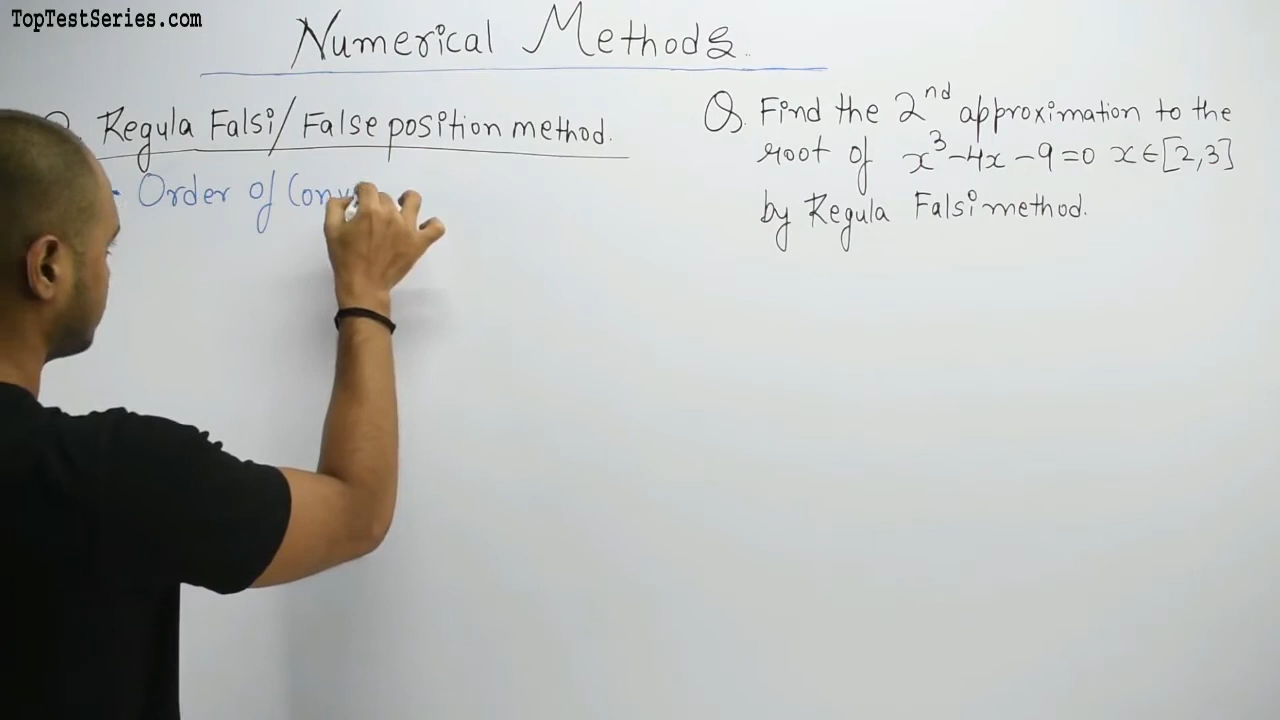 TopTestSeries.com
Numerical Methods
Regula Falsi/ False position method.
- Order of Conv
Q. Find the 2nd approximation to the
root of x³-4x-9=0 x∈[2,3]
by Regula Falsi method.